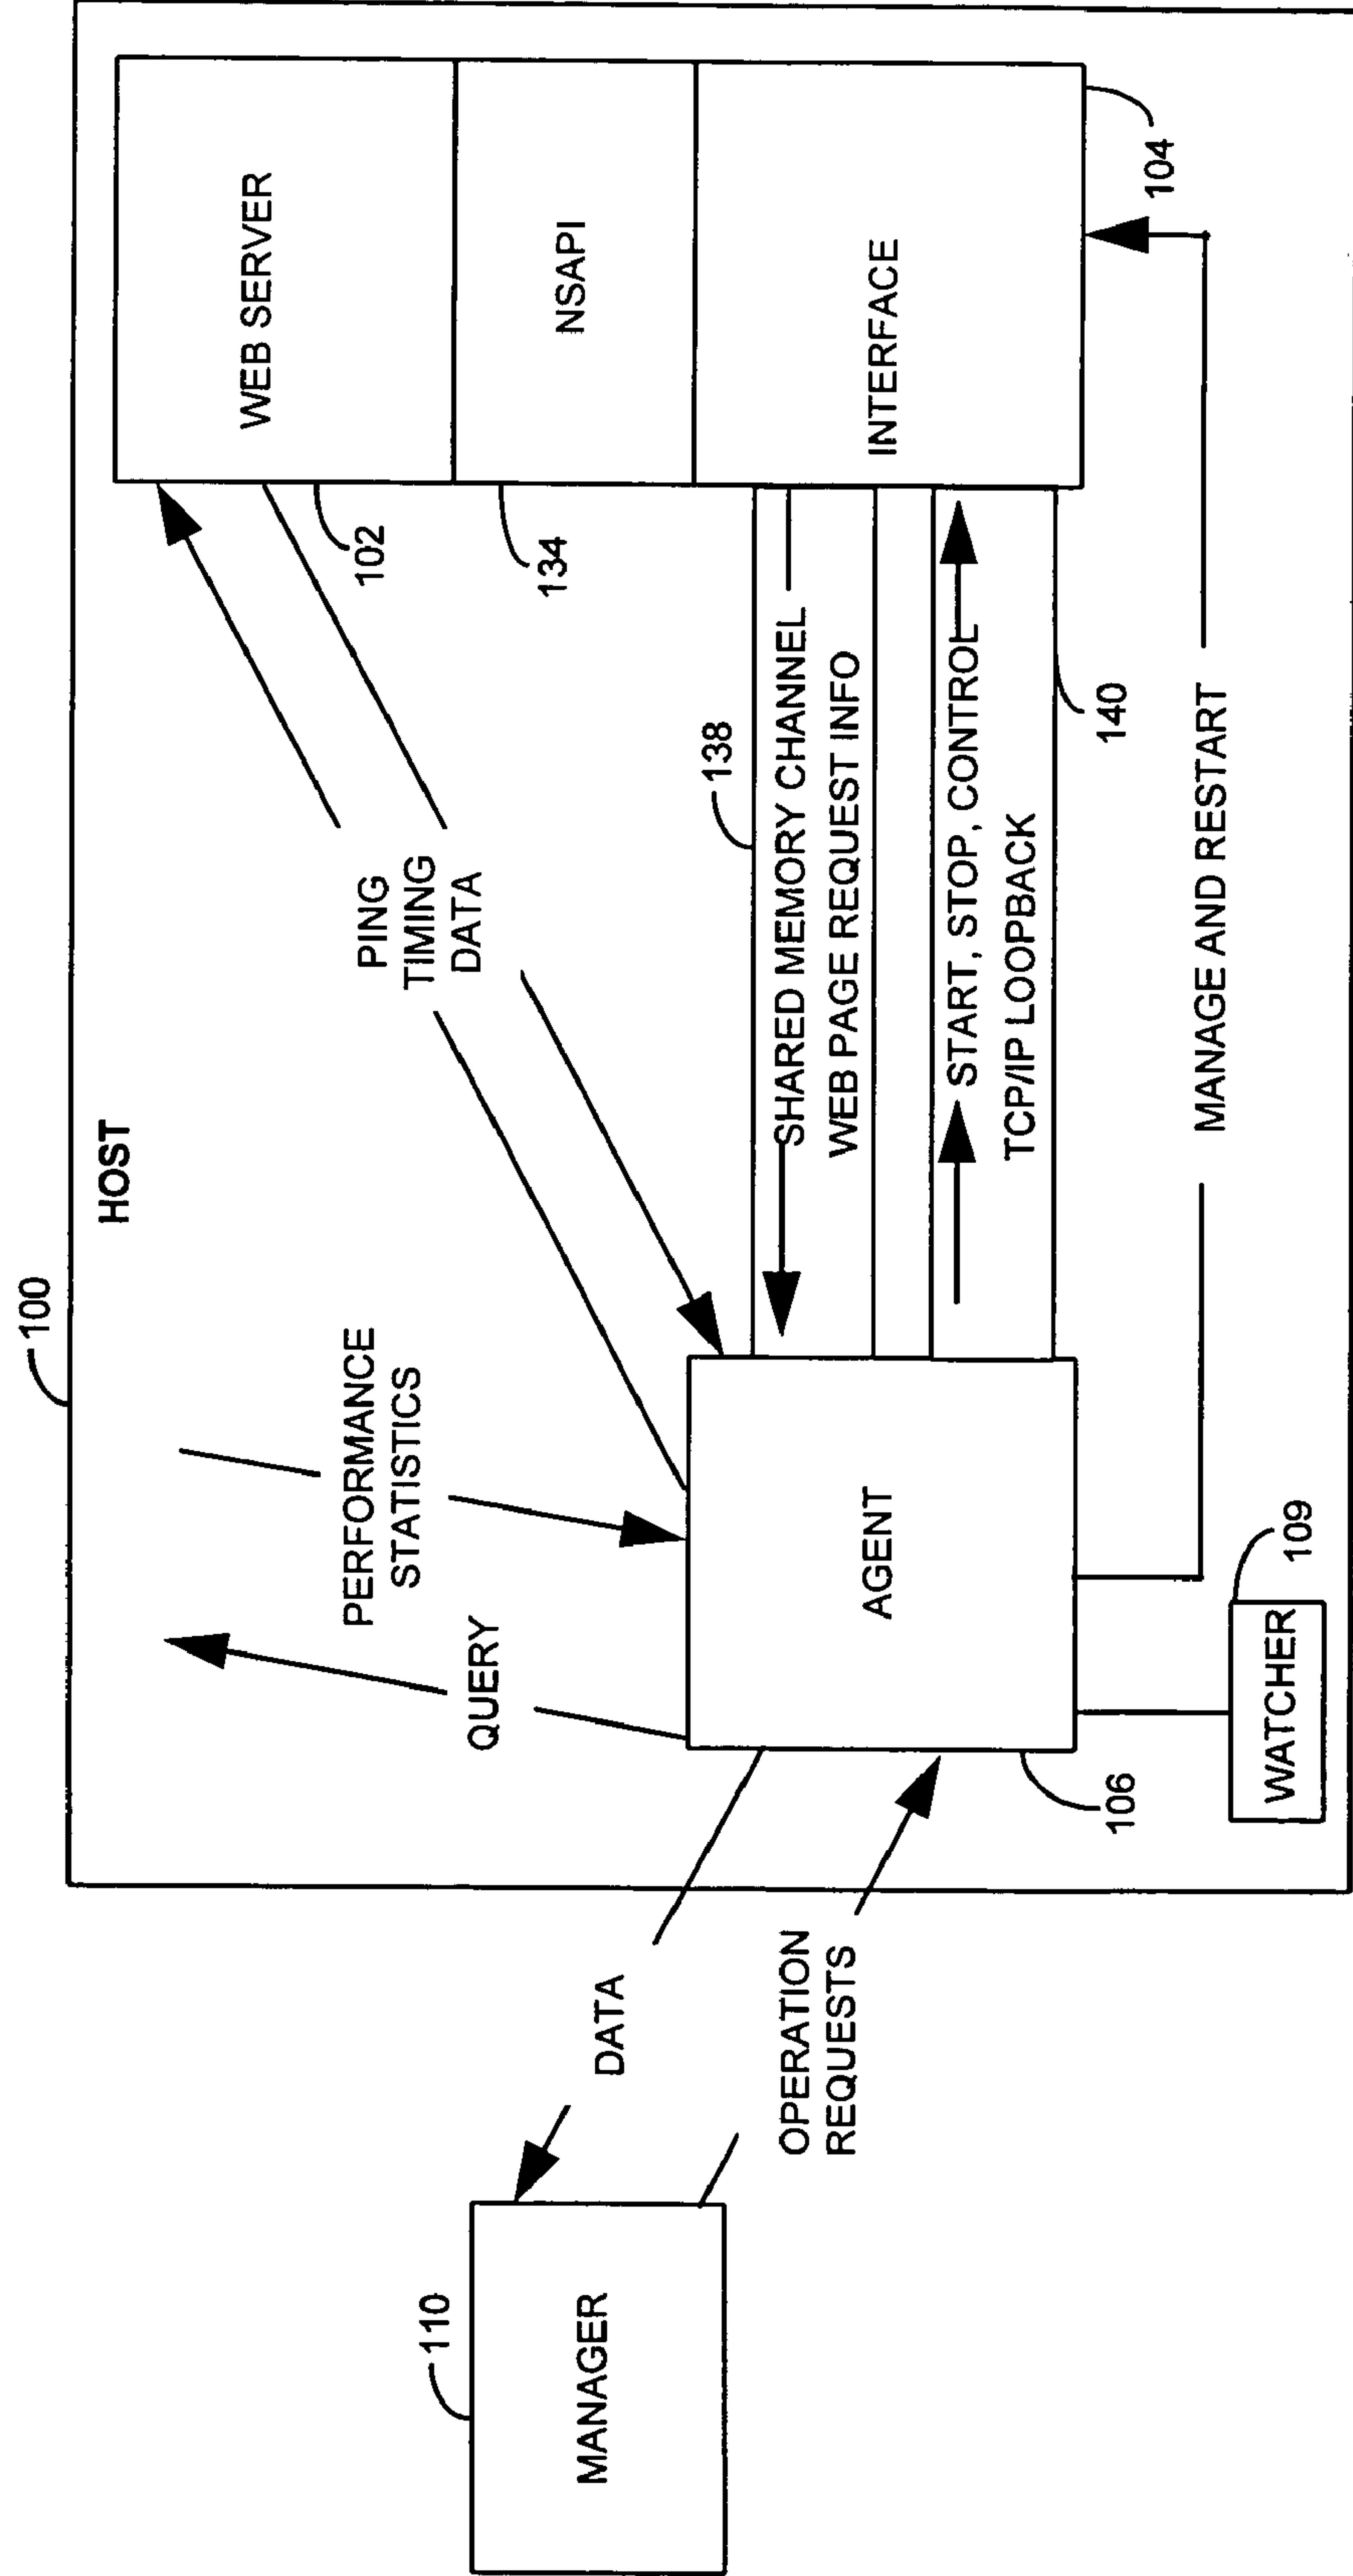 100
HOST
WEB SERVER
102
NSAPI
134
INTERFACE
104
PING
TIMING
DATA
PERFORMANCE
STATISTICS
QUERY
138
SHARED MEMORY CHANNEL
WEB PAGE REQUEST INFO
START, STOP, CONTROL
TCP/IP LOOPBACK
140
MANAGE AND RESTART
AGENT
106
WATCHER
109
DATA
OPERATION
REQUESTS
110
MANAGER